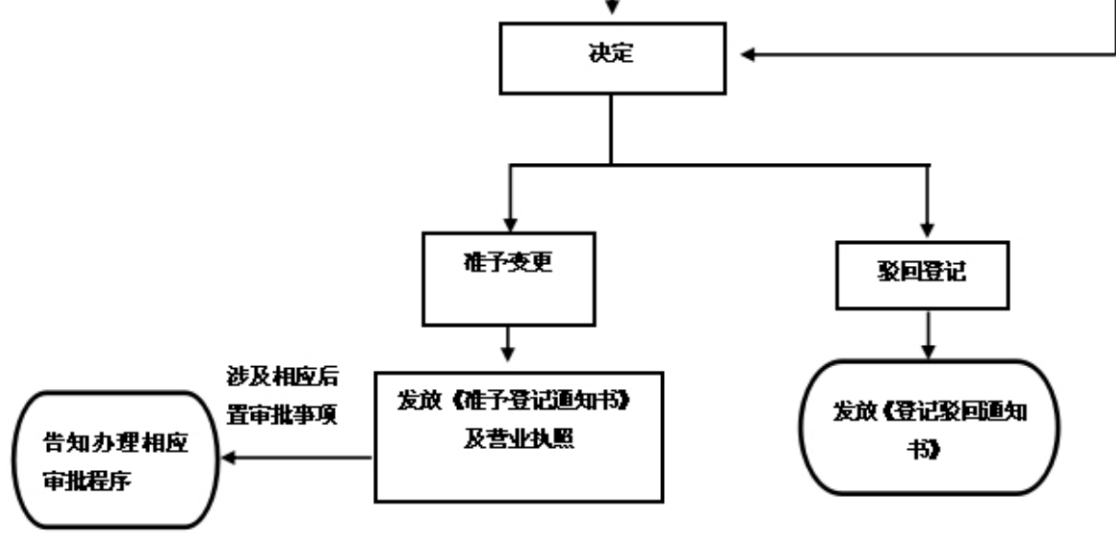 决定
准予变更
驳回登记
涉及相应后
置审批事项
发放《准予登记通知书》
及营业执照
发放《登记驳回通知
书》
告知办理相应
审批程序